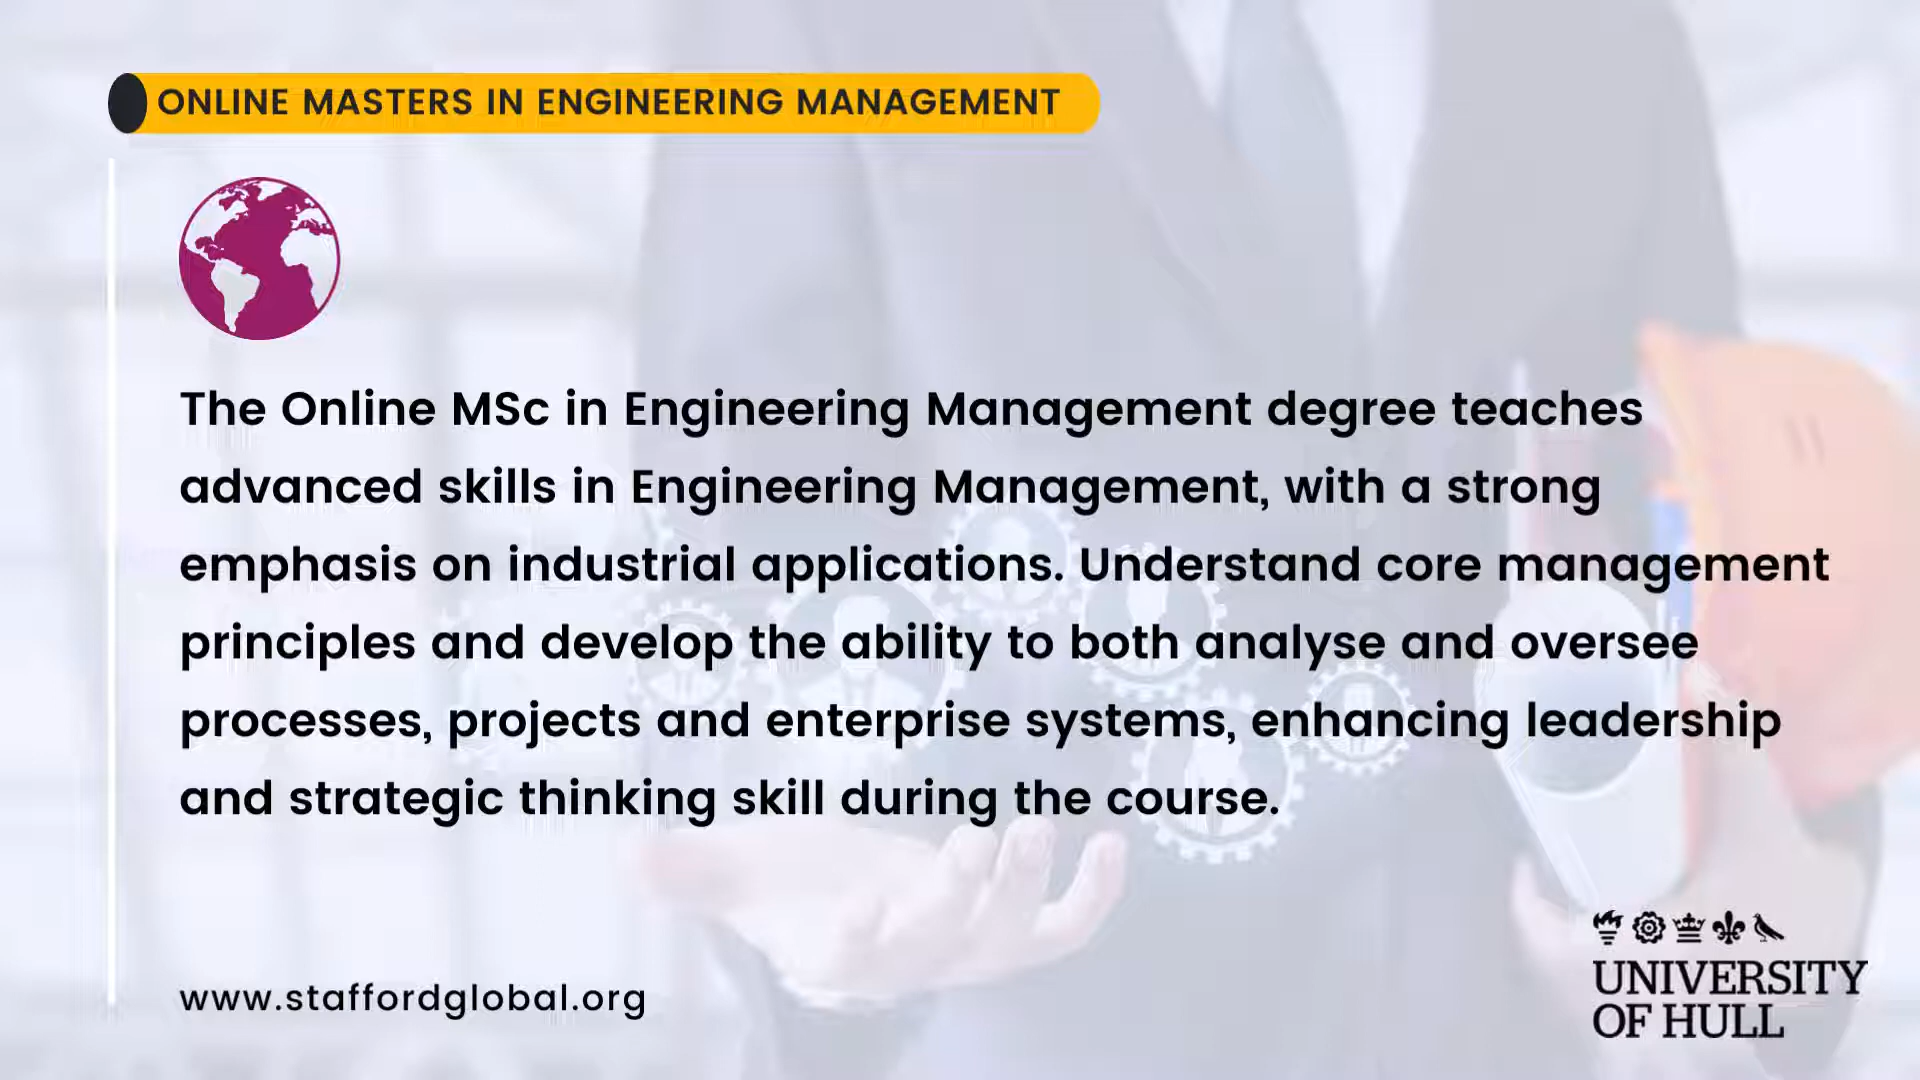 ONLINE MASTERS IN ENGINEERING MANAGEMENT
The Online MSc in Engineering Management degree teaches
advanced skills in Engineering Management, with a strong
emphasis on industrial applications. Understand core management
principles and develop the ability to both analyse and oversee
processes, projects and enterprise systems, enhancing leadership
and strategic thinking skill during the course.
www.staffordglobal.org
UNIVERSITY
OF HULL